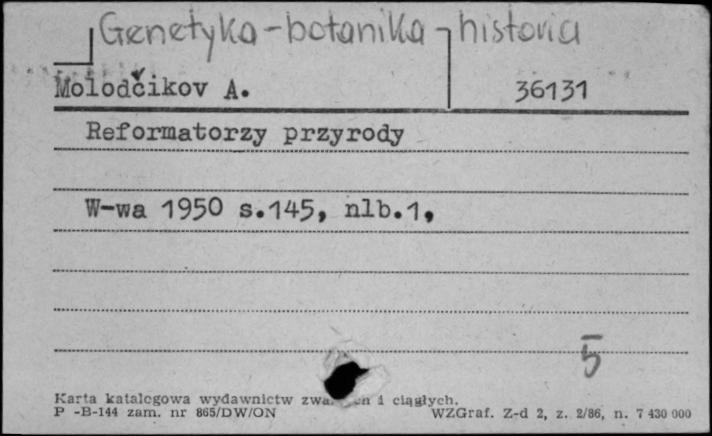 Genetyka-botanika - historia
Molodčikov A. 36131
Reformatorzy przyrody
W-wa 1950 s.145, nlb.1,
5
Karta katalogowa wydawnictw i ciągłych.
P -B-144 zam. nr 865/DW/ON WZGraf. Z-d 2, z. 2/86, n. 7 430 000